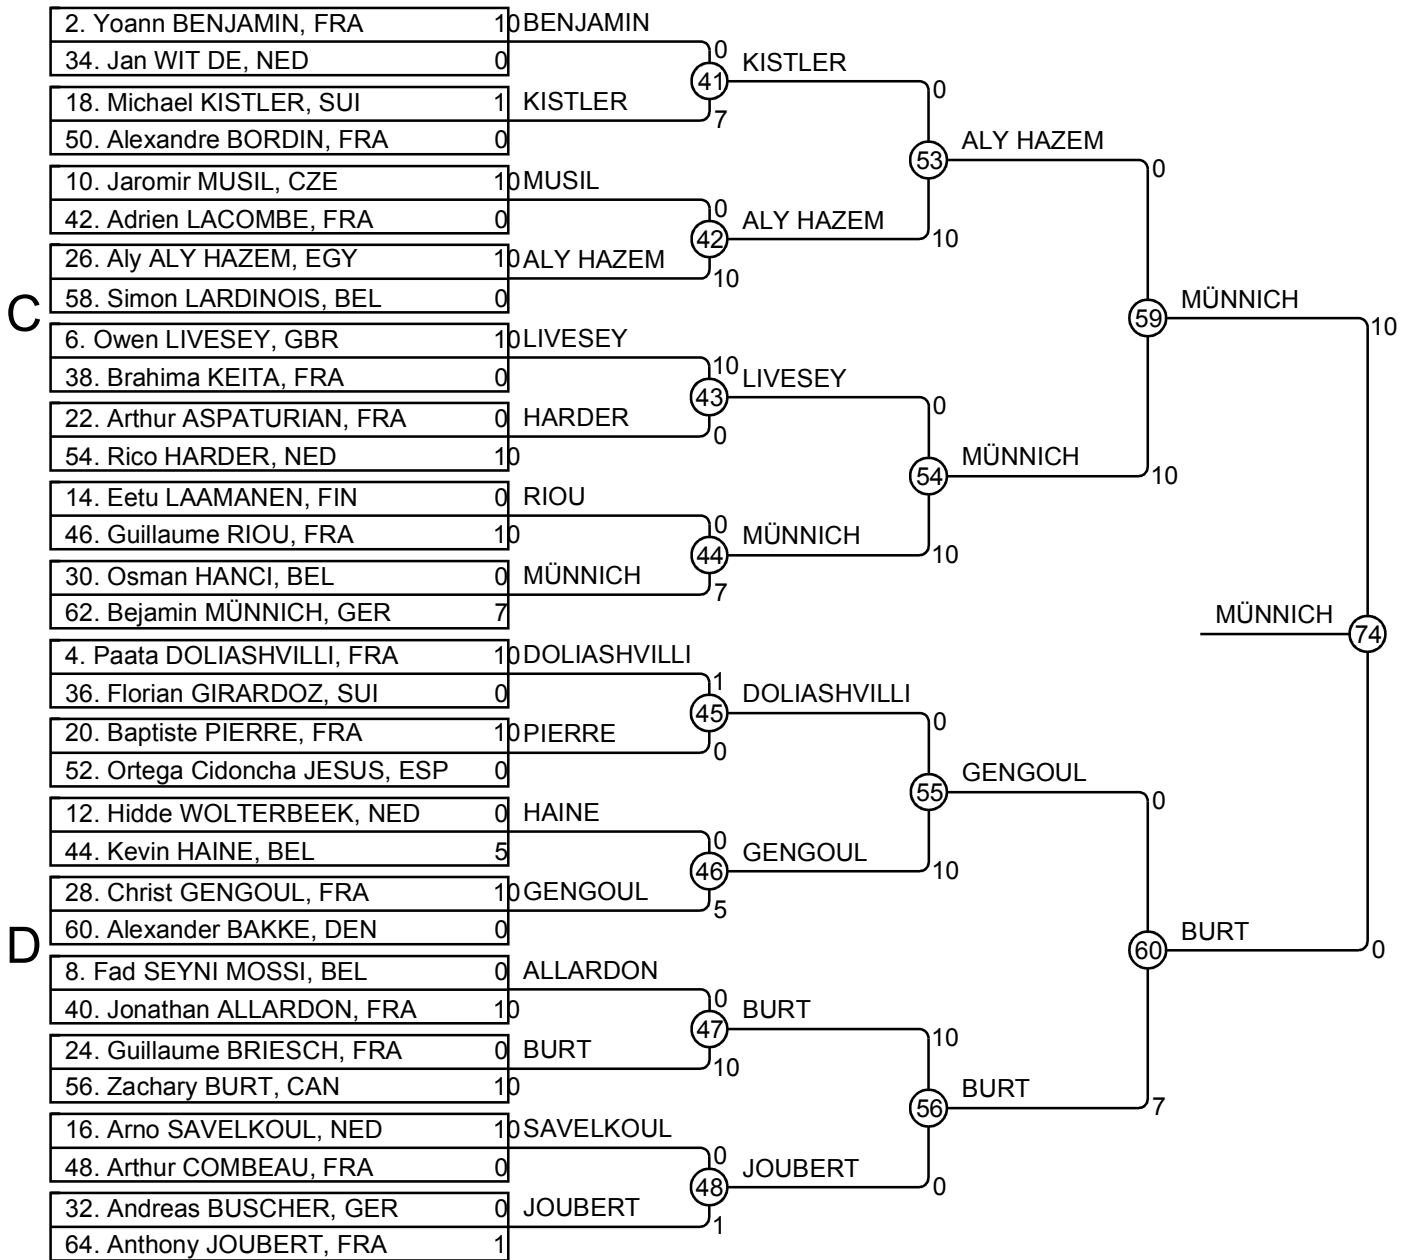 2. Yoann BENJAMIN, FRA 10 BENJAMIN
34. Jan WIT DE, NED 0
0
41 KISTLER
18. Michael KISTLER, SUI 1 KISTLER
7
50. Alexandre BORDIN, FRA 0
0
53 ALY HAZEM
10. Jaromir MUSIL, CZE 10 MUSIL
42. Adrien LACOMBE, FRA 0
0
42 ALY HAZEM
10
26. Aly ALY HAZEM, EGY 10 ALY HAZEM
10
58. Simon LARDINOIS, BEL 0
0
C
59 MÜNNICH
10
6. Owen LIVESEY, GBR 10 LIVESEY
38. Brahima KEITA, FRA 0
10
43 LIVESEY
22. Arthur ASPATURIAN, FRA 0 HARDER
0
54. Rico HARDER, NED 10
0
54 MÜNNICH
10
14. Eetu LAAMANEN, FIN 0 RIOU
46. Guillaume RIOU, FRA 10
0
44 MÜNNICH
10
30. Osman HANCI, BEL 0 MÜNNICH
7
62. Bejamin MÜNNICH, GER 7
MÜNNICH 74
4. Paata DOLIASHVILLI, FRA 10 DOLIASHVILLI
36. Florian GIRARDOZ, SUI 0
1
45 DOLIASHVILLI
20. Baptiste PIERRE, FRA 10 PIERRE
0
52. Ortega Cidoncha JESUS, ESP 0
0
55 GENGOUL
0
12. Hidde WOLTERBEEK, NED 0 HAINE
44. Kevin HAINE, BEL 5
0
46 GENGOUL
10
28. Christ GENGOUL, FRA 10 GENGOUL
5
60. Alexander BAKKE, DEN 0
D
60 BURT
0
8. Fad SEYNI MOSSI, BEL 0 ALLARDON
40. Jonathan ALLARDON, FRA 10
0
47 BURT
10
24. Guillaume BRIESCH, FRA 0 BURT
10
56. Zachary BURT, CAN 10
56 BURT
7
16. Arno SAVELKOUL, NED 10 SAVELKOUL
48. Arthur COMBEAU, FRA 0
0
48 JOUBERT
0
32. Andreas BUSCHER, GER 0 JOUBERT
1
64. Anthony JOUBERT, FRA 1